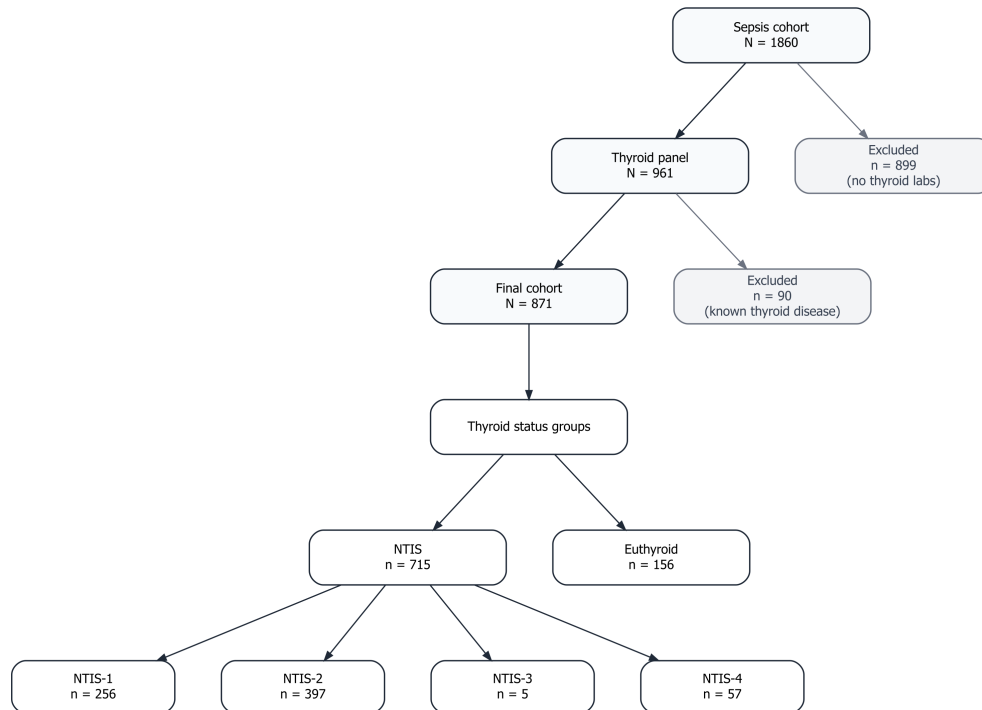 Sepsis cohort
N = 1860
Thyroid panel
N = 961
Excluded
n = 899
(no thyroid labs)
Final cohort
N = 871
Excluded
n = 90
(known thyroid disease)
Thyroid status groups
NTIS
n = 715
Euthyroid
n = 156
NTIS-1
n = 256
NTIS-2
n = 397
NTIS-3
n = 5
NTIS-4
n = 57